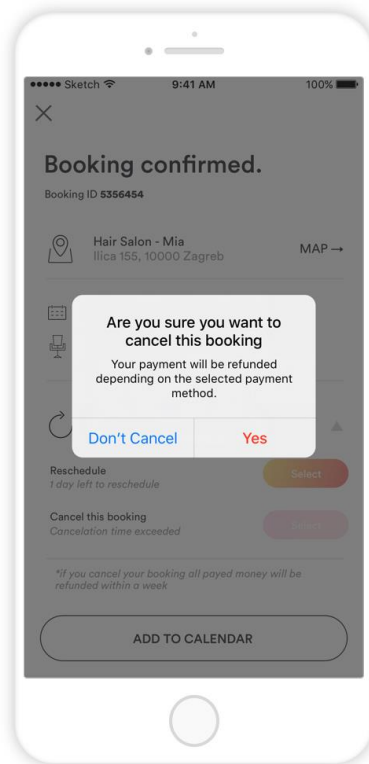 Sketch 9:41 AM 100%
Booking confirmed.
Booking ID 5356454
Hair Salon - Mia MAP →
Ilica 155, 10000 Zagreb
Are you sure you want to
cancel this booking
Your payment will be refunded
depending on the selected payment
method.
Don't Cancel Yes
Reschedule Select
1 day left to reschedule
Cancel this booking Select
Cancelation time exceeded
*if you cancel your booking all payed money will be
refunded within a week
ADD TO CALENDAR